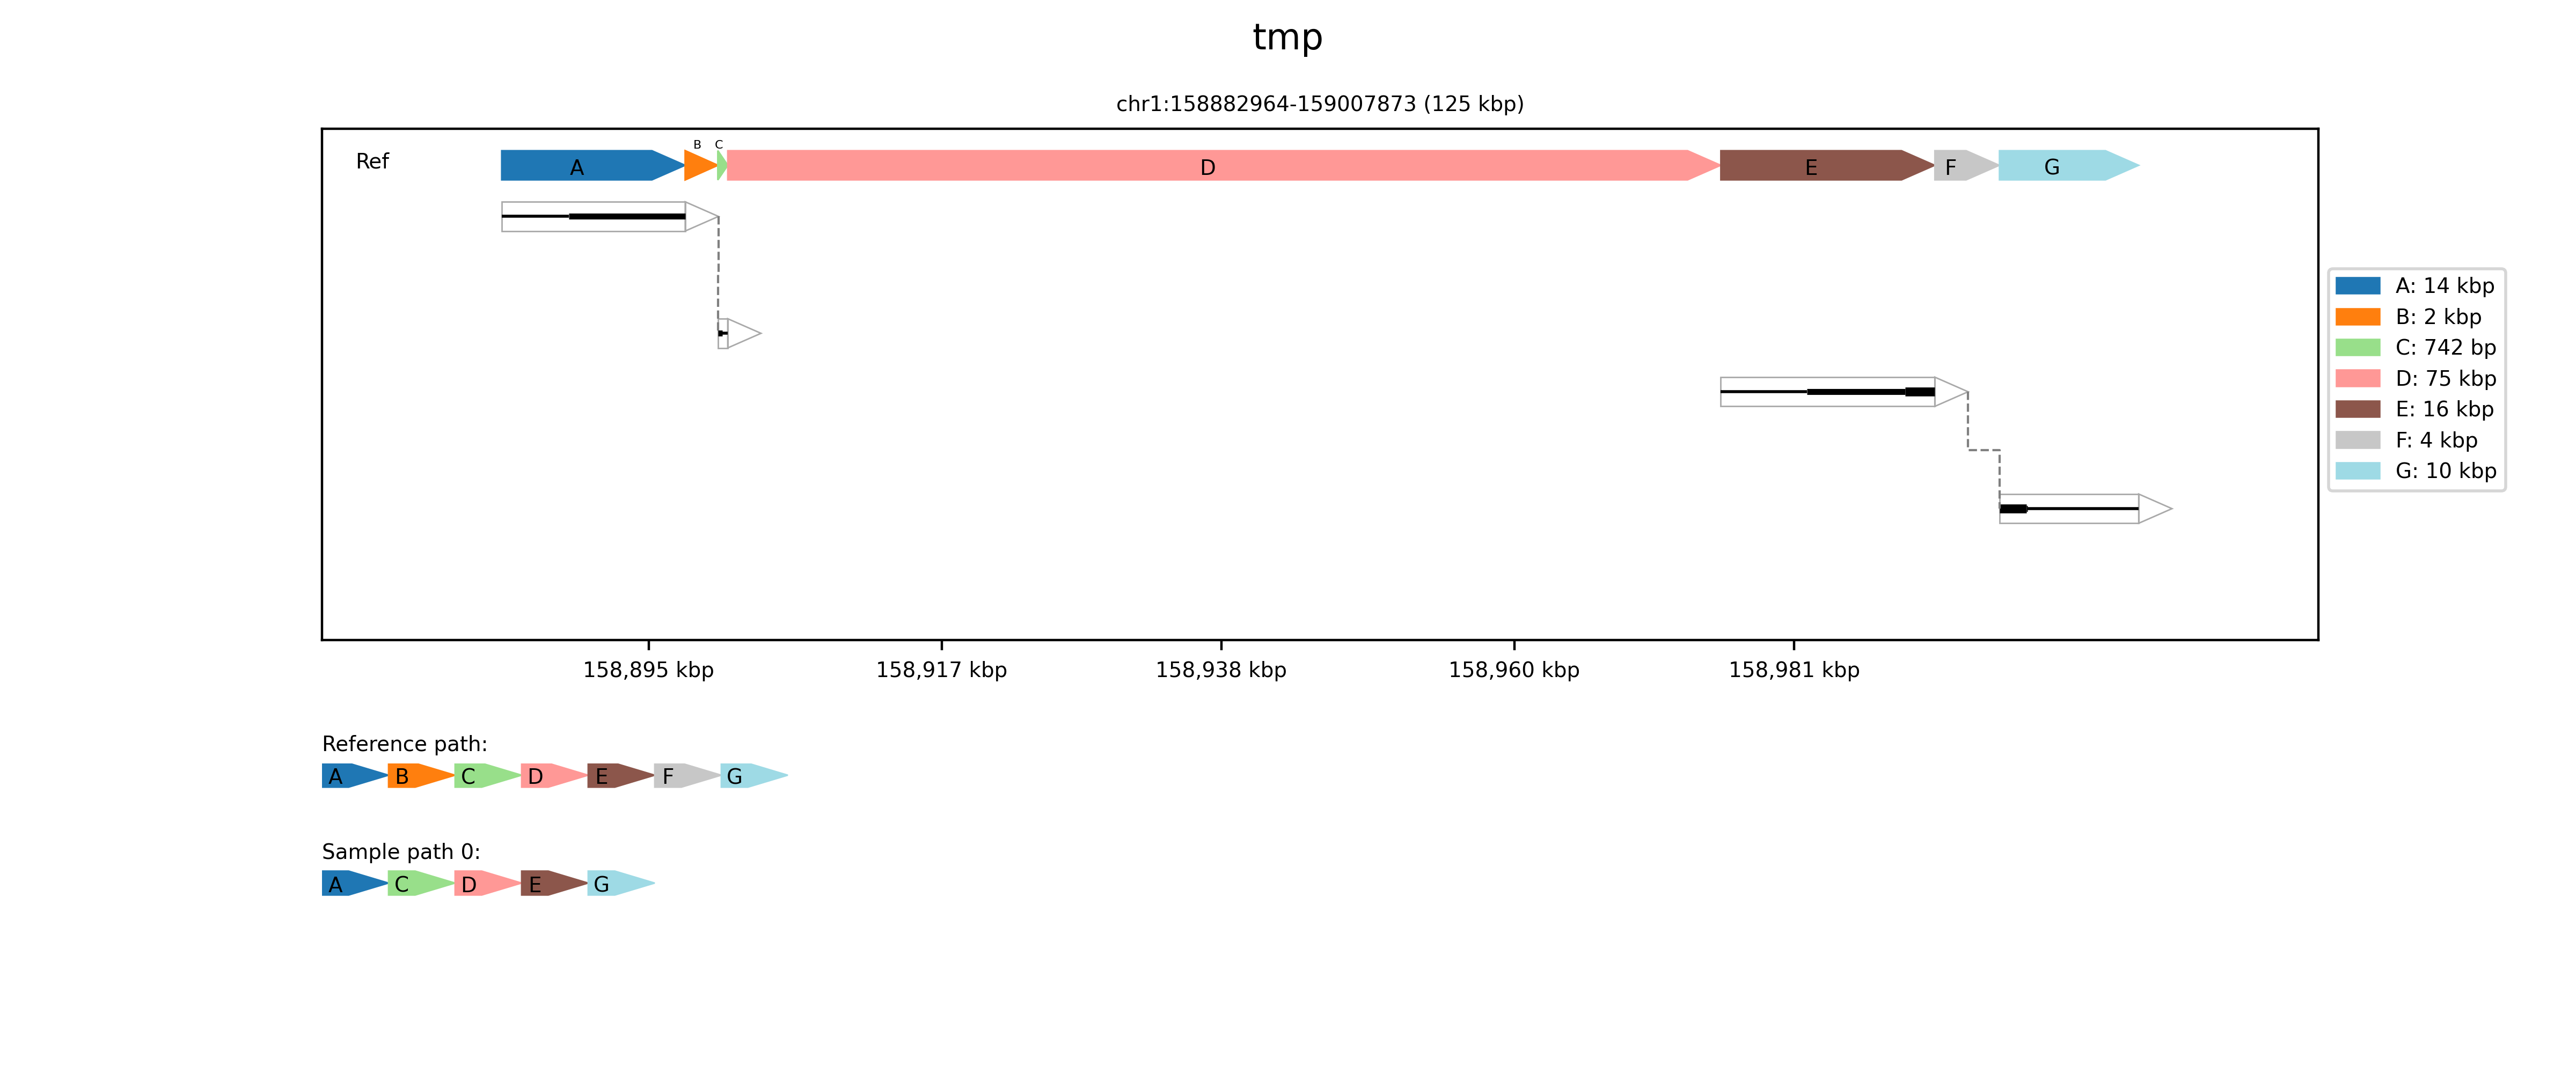 tmp
chr1:158882964-159007873 (125 kbp)
Ref
A B C D E F G
A: 14 kbp
B: 2 kbp
C: 742 bp
D: 75 kbp
E: 16 kbp
F: 4 kbp
G: 10 kbp
158,895 kbp 158,917 kbp 158,938 kbp 158,960 kbp 158,981 kbp
Reference path:
A B C D E F G
Sample path 0:
A C D E G